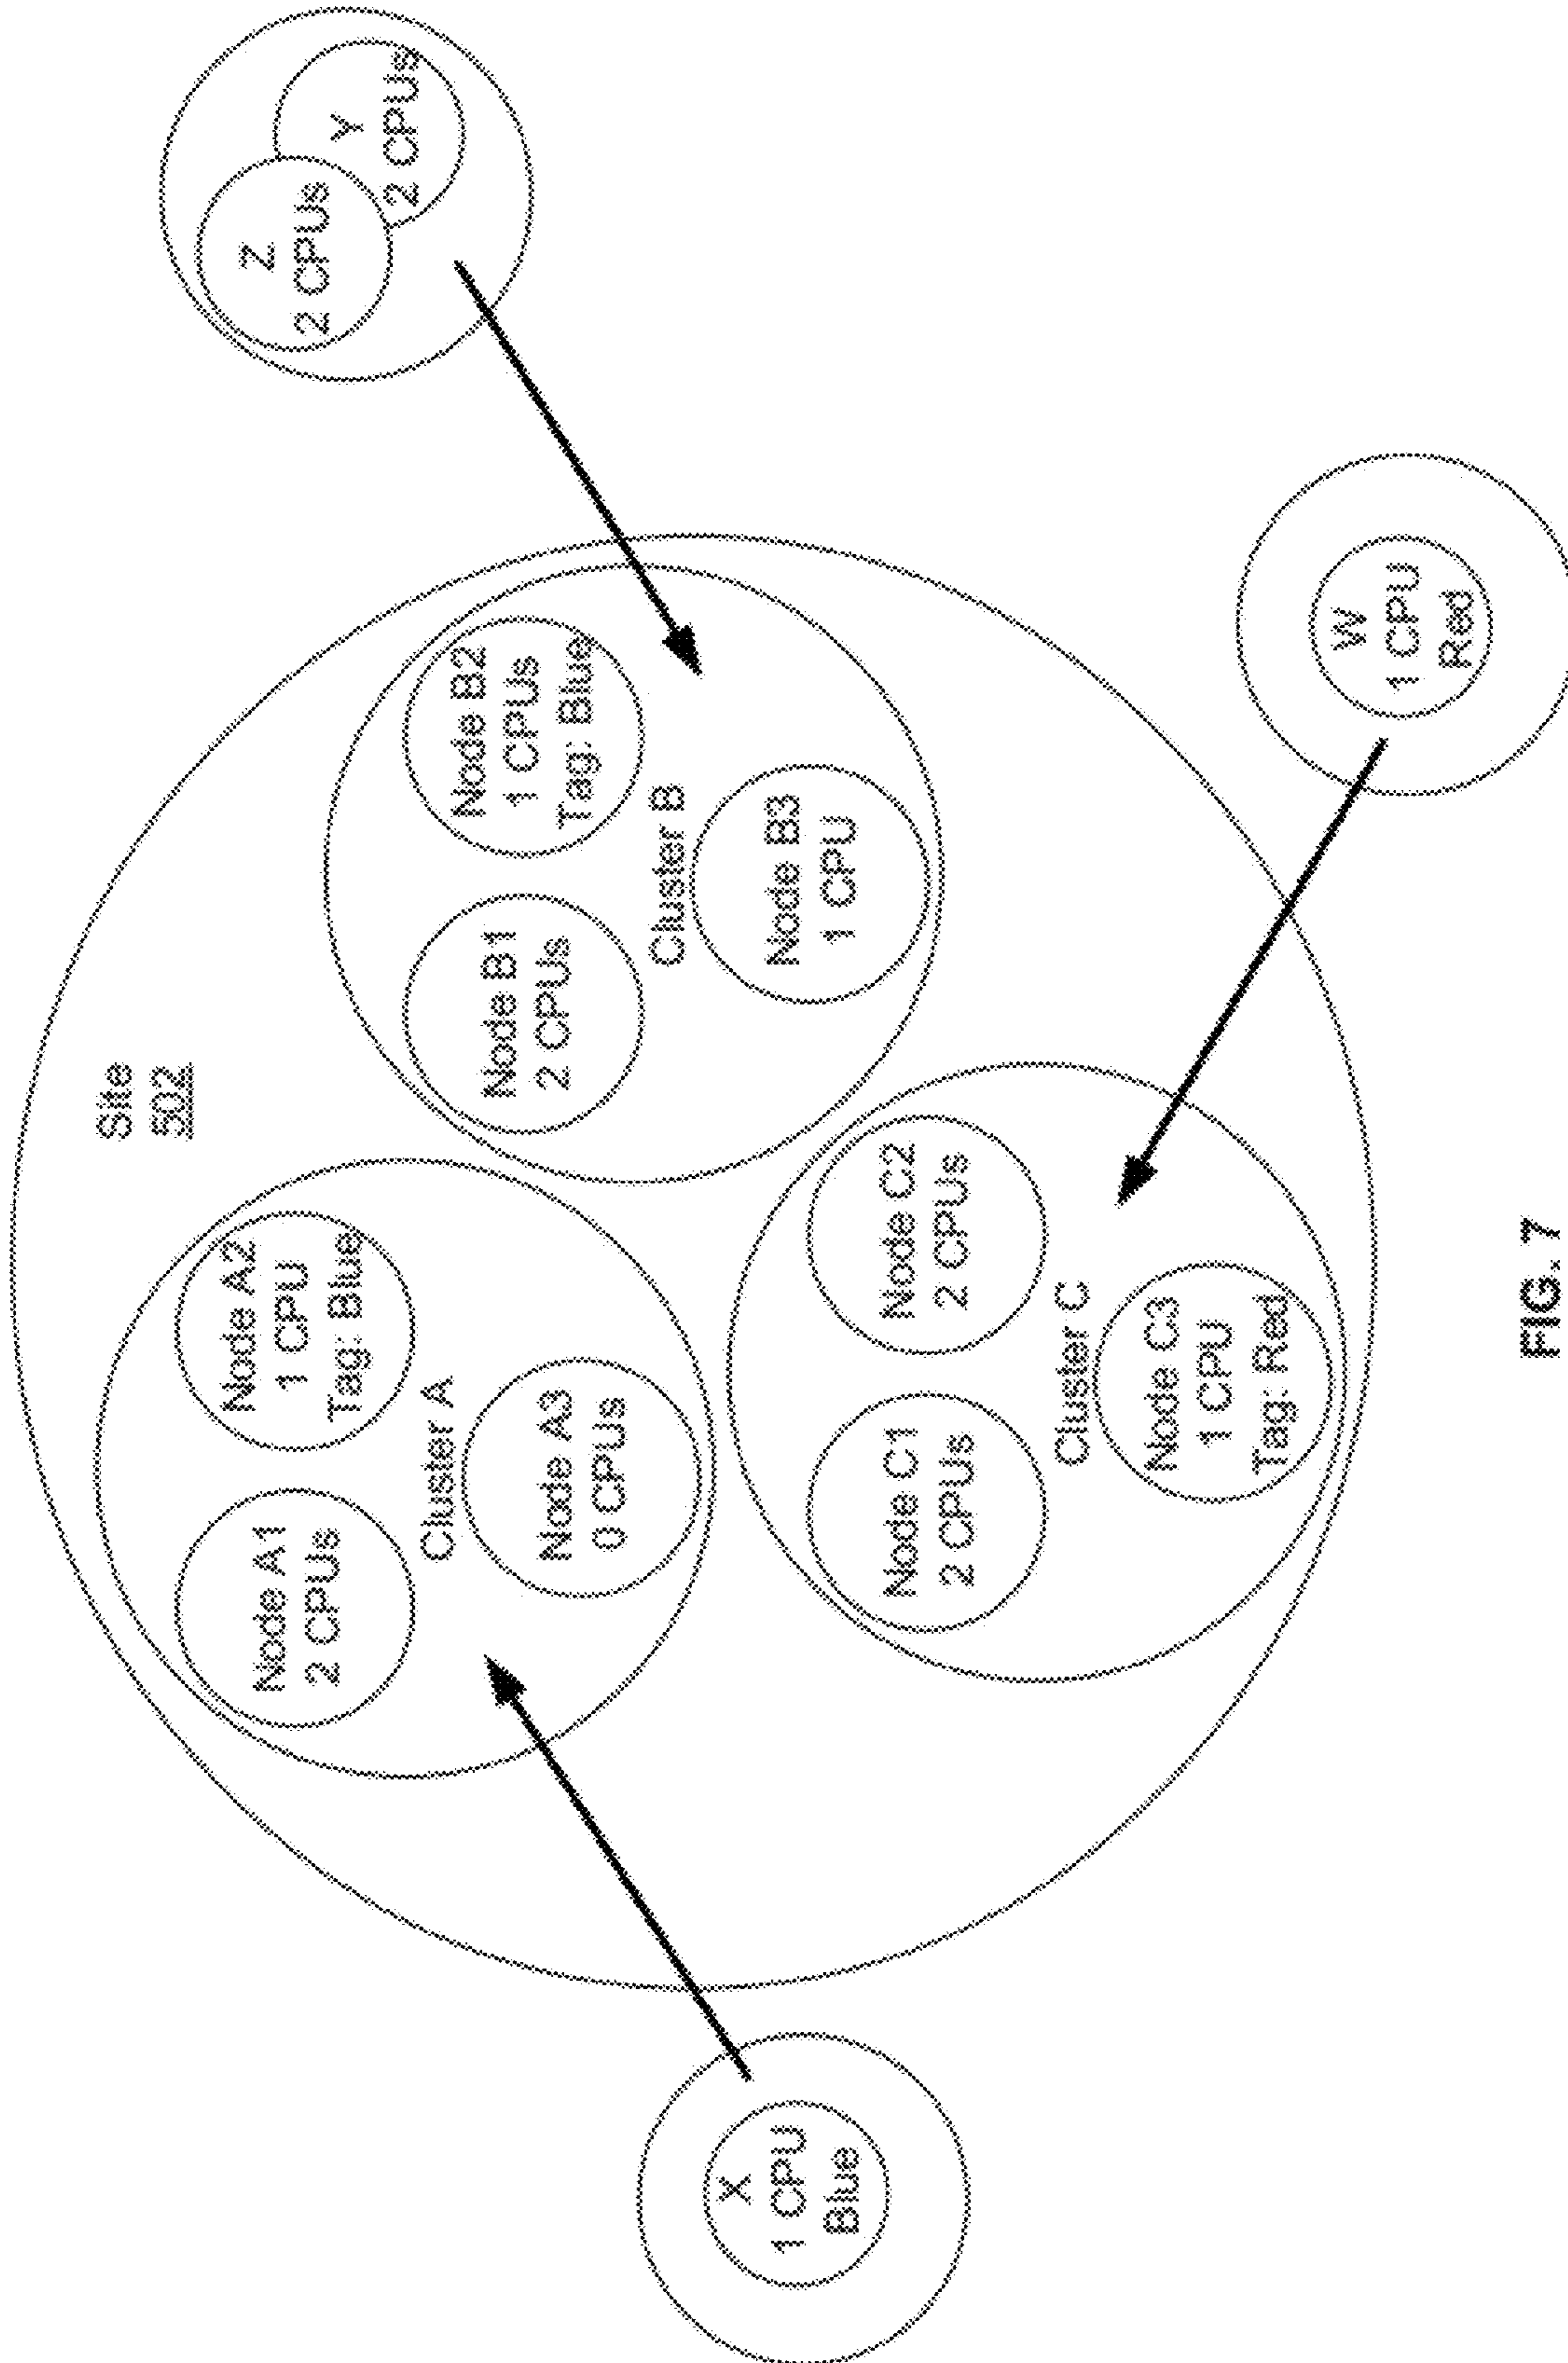 Site
502
Node A1
2 CPUs
Node A2
1 CPU
Tag: Blue
Cluster A
Node A3
0 CPUs
Node B1
2 CPUs
Node B2
1 CPUs
Tag: Blue
Cluster B
Node B3
1 CPU
Node C1
2 CPUs
Node C2
2 CPUs
Cluster C
Node C3
1 CPU
Tag: Red
X
1 CPU
Blue
Z
2 CPUs
Y
2 CPUs
W
1 CPU
Red
FIG. 7